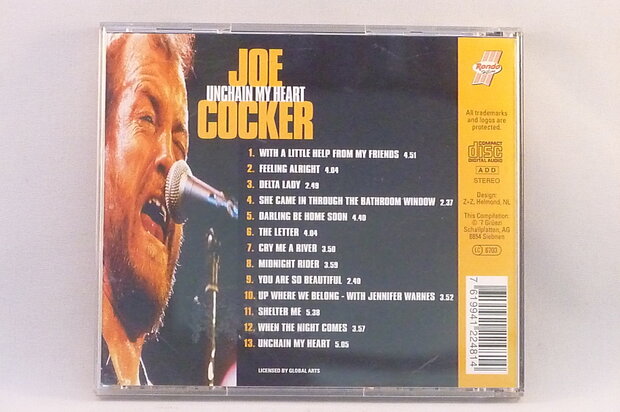 JOE
UNCHAIN MY HEART
COCKER
1. WITH A LITTLE HELP FROM MY FRIENDS 4.51
2. FEELING ALRIGHT 4.04
3. DELTA LADY 2.49
4. SHE CAME IN THROUGH THE BATHROOM WINDOW 2.37
5. DARLING BE HOME SOON 4.40
6. THE LETTER 4.04
7. CRY ME A RIVER 3.50
8. MIDNIGHT RIDER 3.59
9. YOU ARE SO BEAUTIFUL 2.40
10. UP WHERE WE BELONG - WITH JENNIFER WARNES 3.52
11. SHELTER ME 5.38
12. WHEN THE NIGHT COMES 3.57
13. UNCHAIN MY HEART 5.05
LICENSED BY GLOBAL ARTS
Rondo
All trademarks
and logos are
protected.
COMPACT
disc
DIGITAL AUDIO
ADD
STEREO
Design:
Z+Z, Helmond, NL
This Compilation:
Grüezi
Schallplatten, AG
8854 Siebnen
LC 6703
7 619941 224814